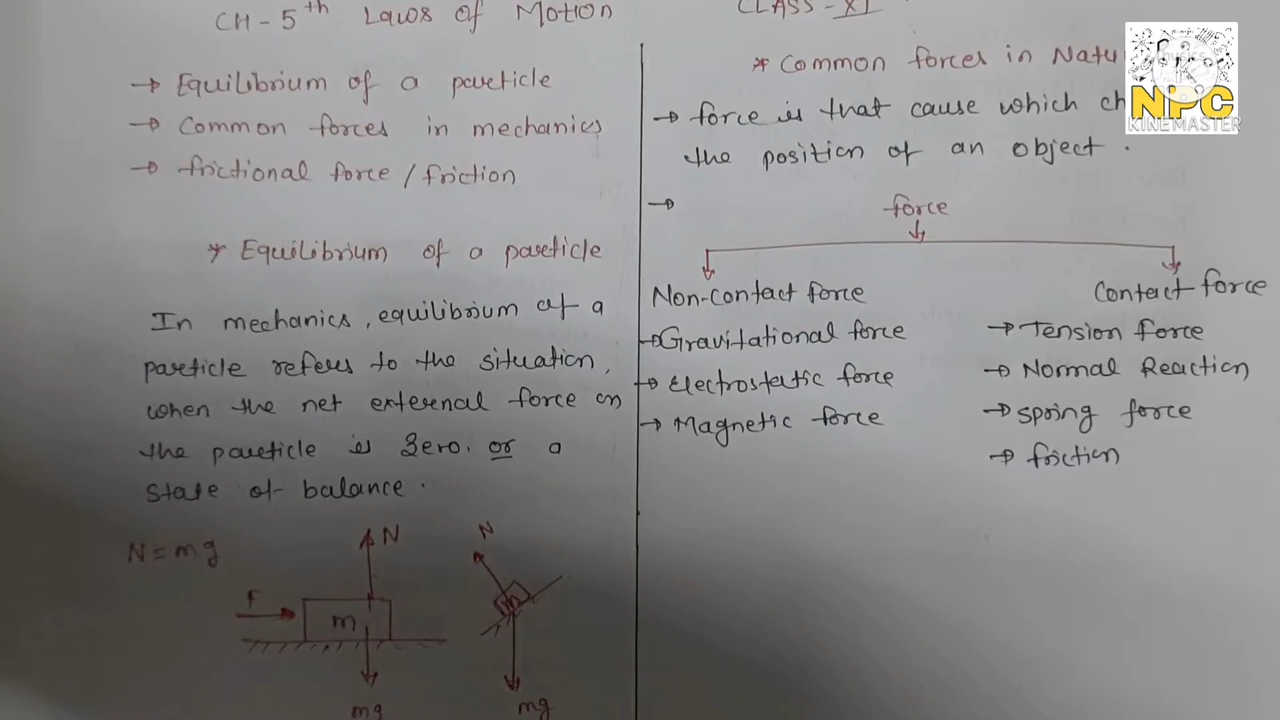 CH - 5th Laws of Motion
→ Equilibrium of a particle
→ Common forces in mechanics
→ frictional force / friction
* Equilibrium of a particle
In mechanics, equilibrium of a
particle refers to the situation,
when the net external force on
the particle is zero. or a
state of balance.
N = mg
F
m
N
mg
N
m
mg
CLASS - XI
* Common forces in
→ force is that cause which
the position of an object.
→
force
Non-contact force
→ Gravitational force
→ Electrostatic force
→ Magnetic force
Contact force
→ Tension force
→ Normal Reaction
→ spring force
→ friction
NPC
KINEMASTER